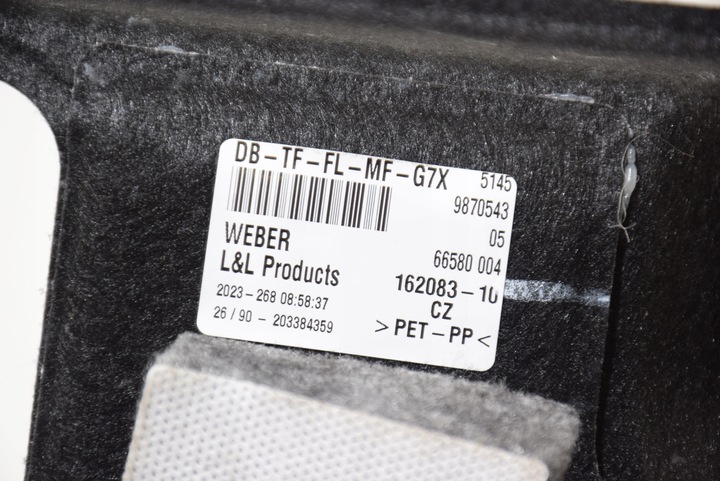 DB-TF-FL-MF-G7X 5145
9870543
WEBER 05
L&L Products 66580 004
2023-268 08:58:37 162083-10
26 / 90 - 203384359 CZ
>PET-PP<